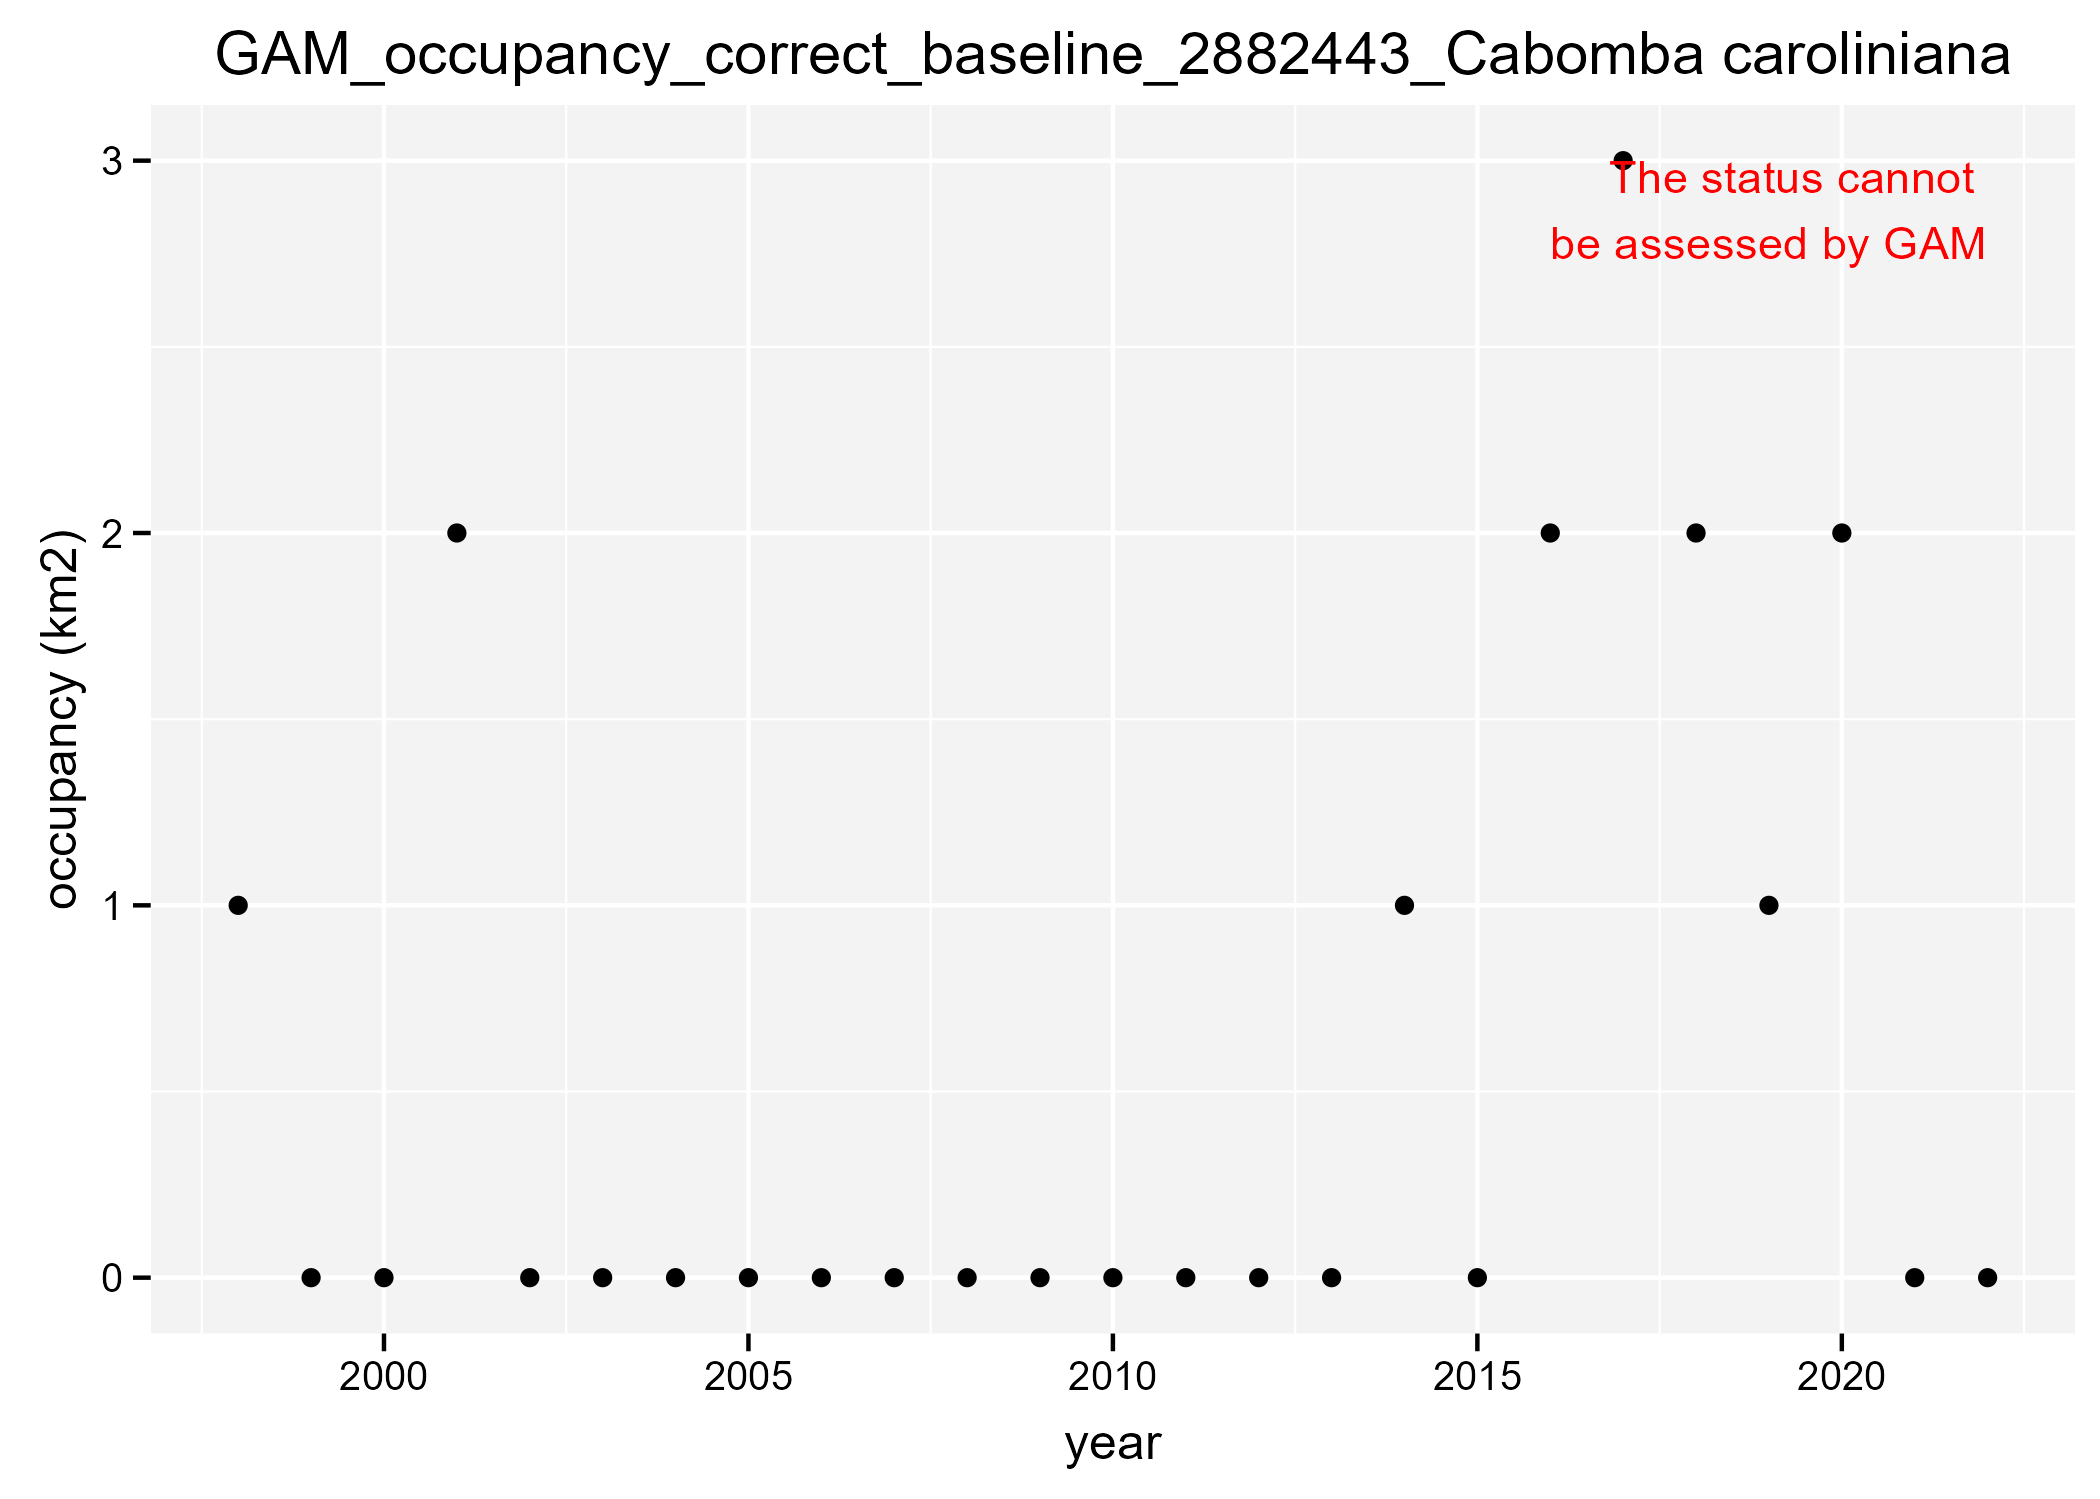 GAM_occupancy_correct_baseline_2882443_Cabomba caroliniana
The status cannot
be assessed by GAM
occupancy (km2)
3
2
1
0
2000 2005 2010 2015 2020
year